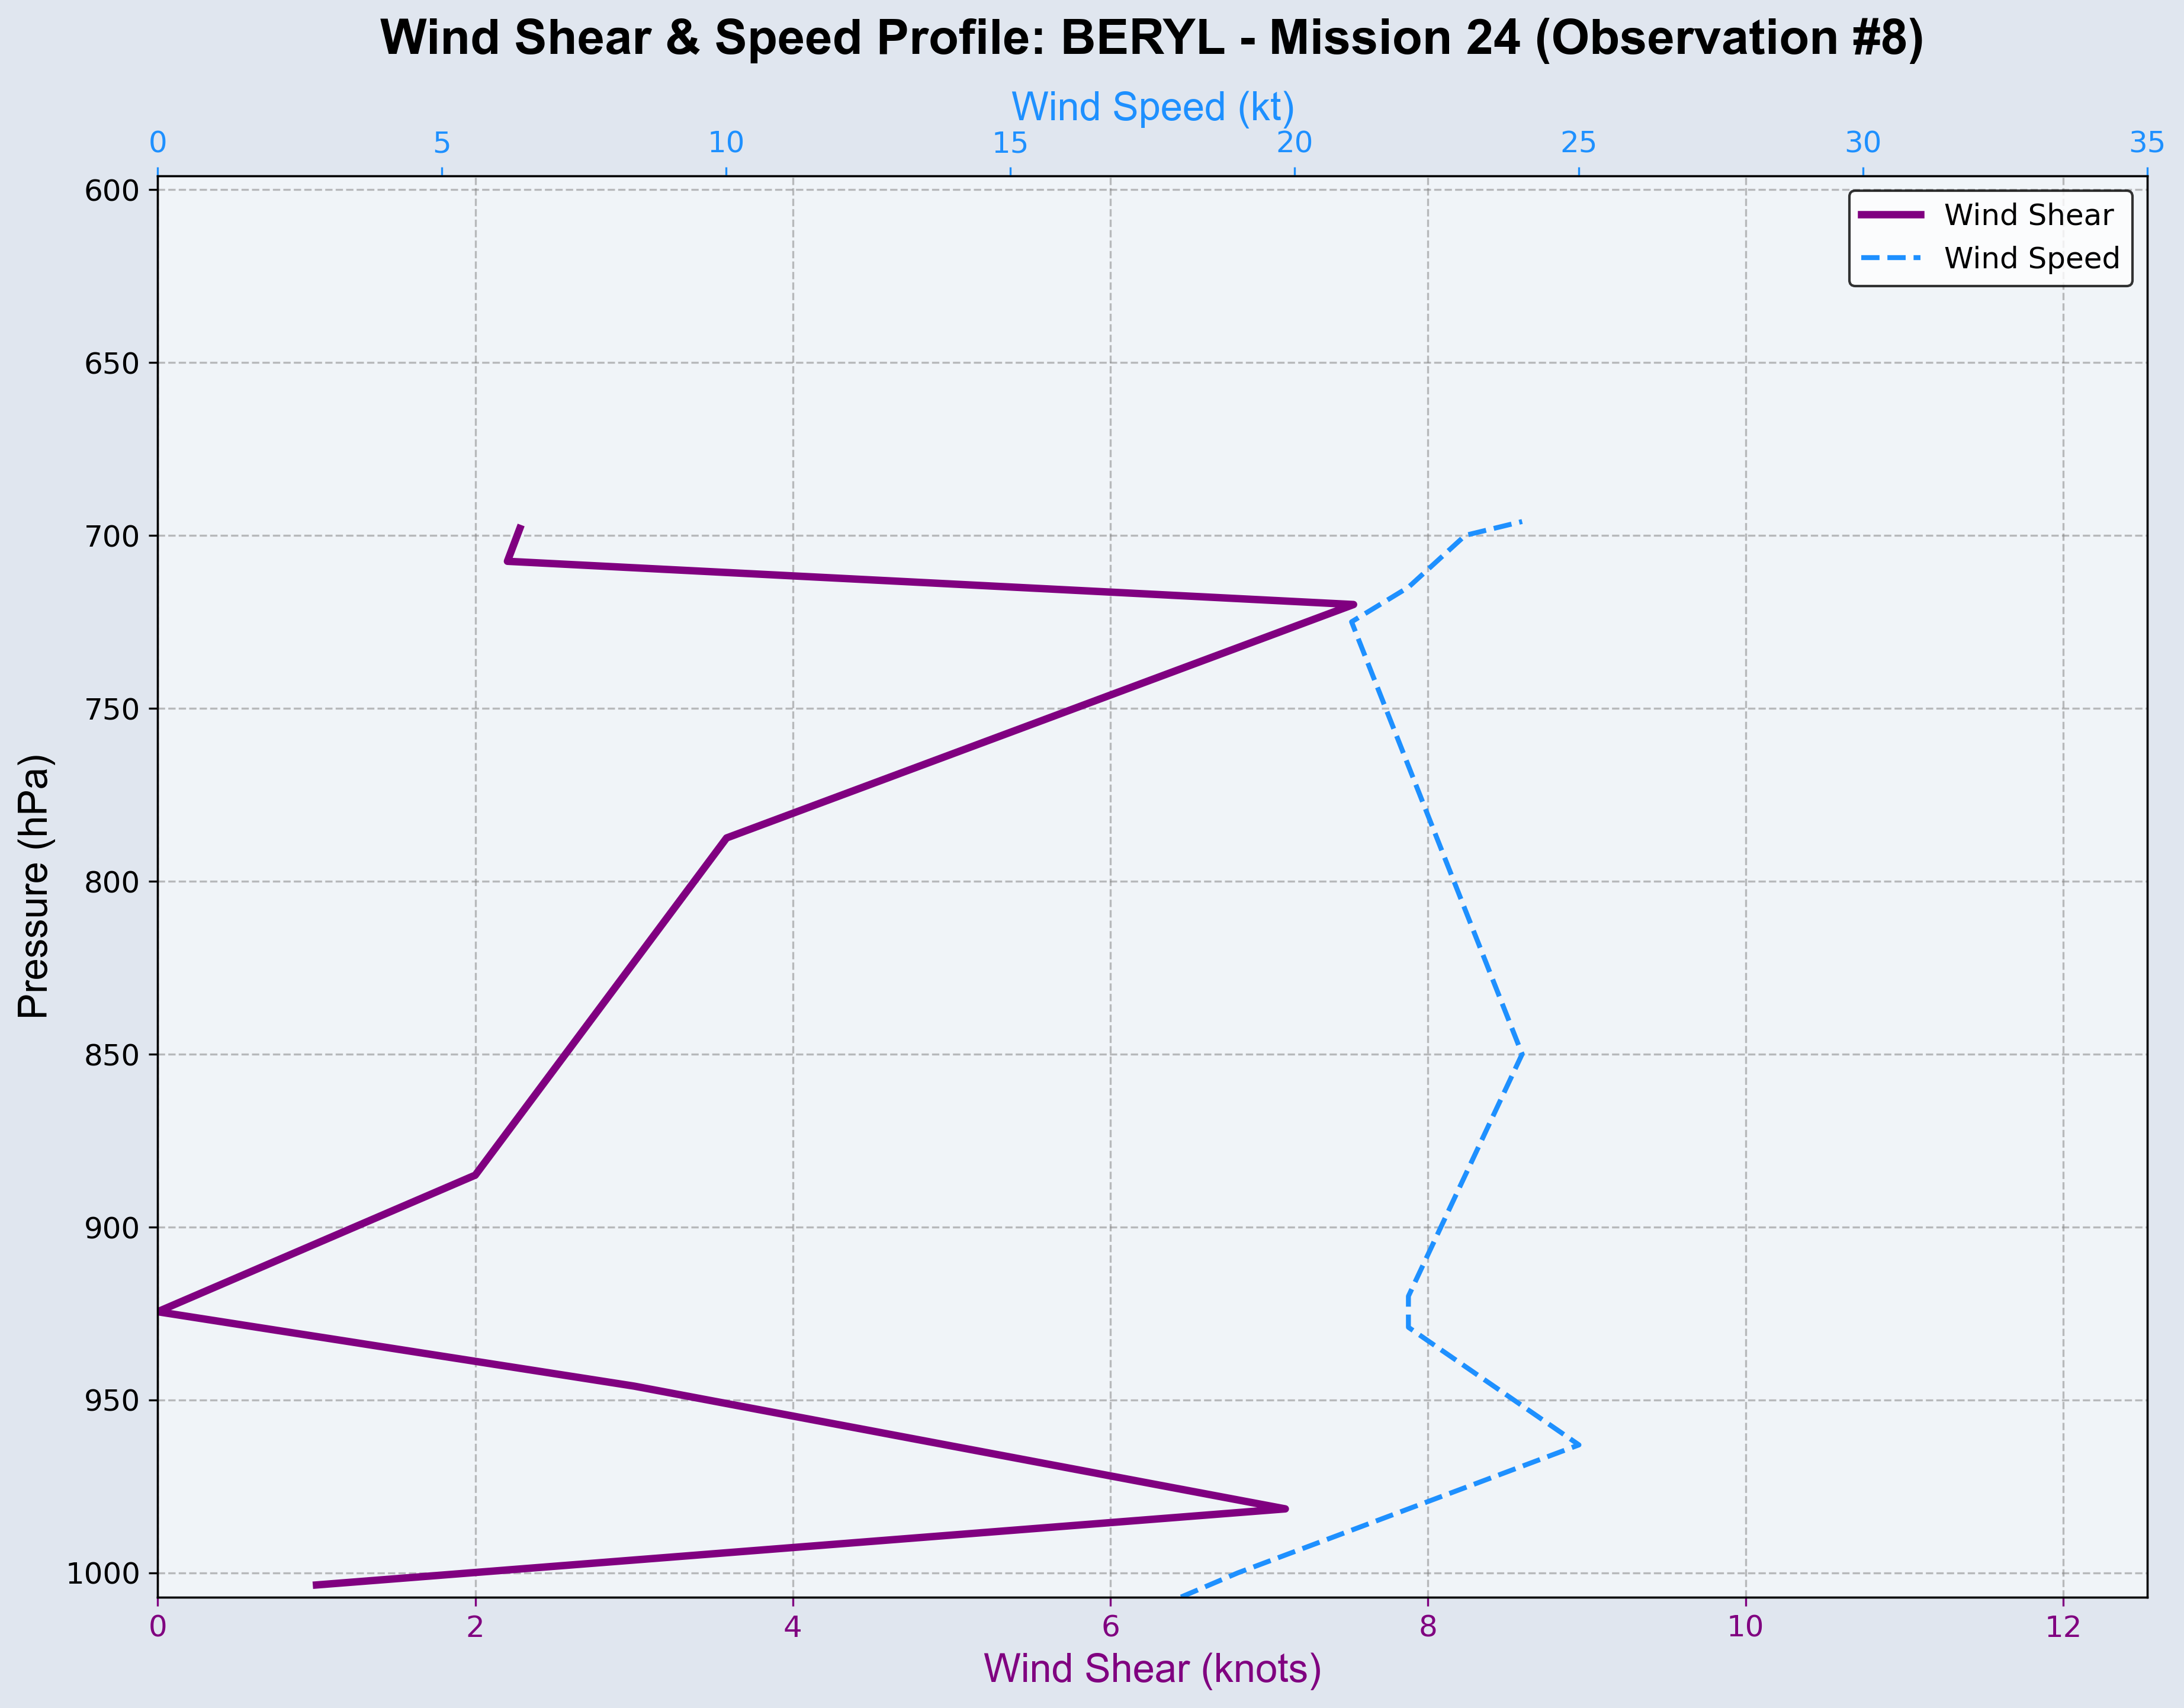 Wind Shear & Speed Profile: BERYL - Mission 24 (Observation #8)
Wind Speed (kt)
0 5 10 15 20 25 30 35
Wind Shear
Wind Speed
600
650
700
750
800
850
900
950
1000
Pressure (hPa)
0 2 4 6 8 10 12
Wind Shear (knots)